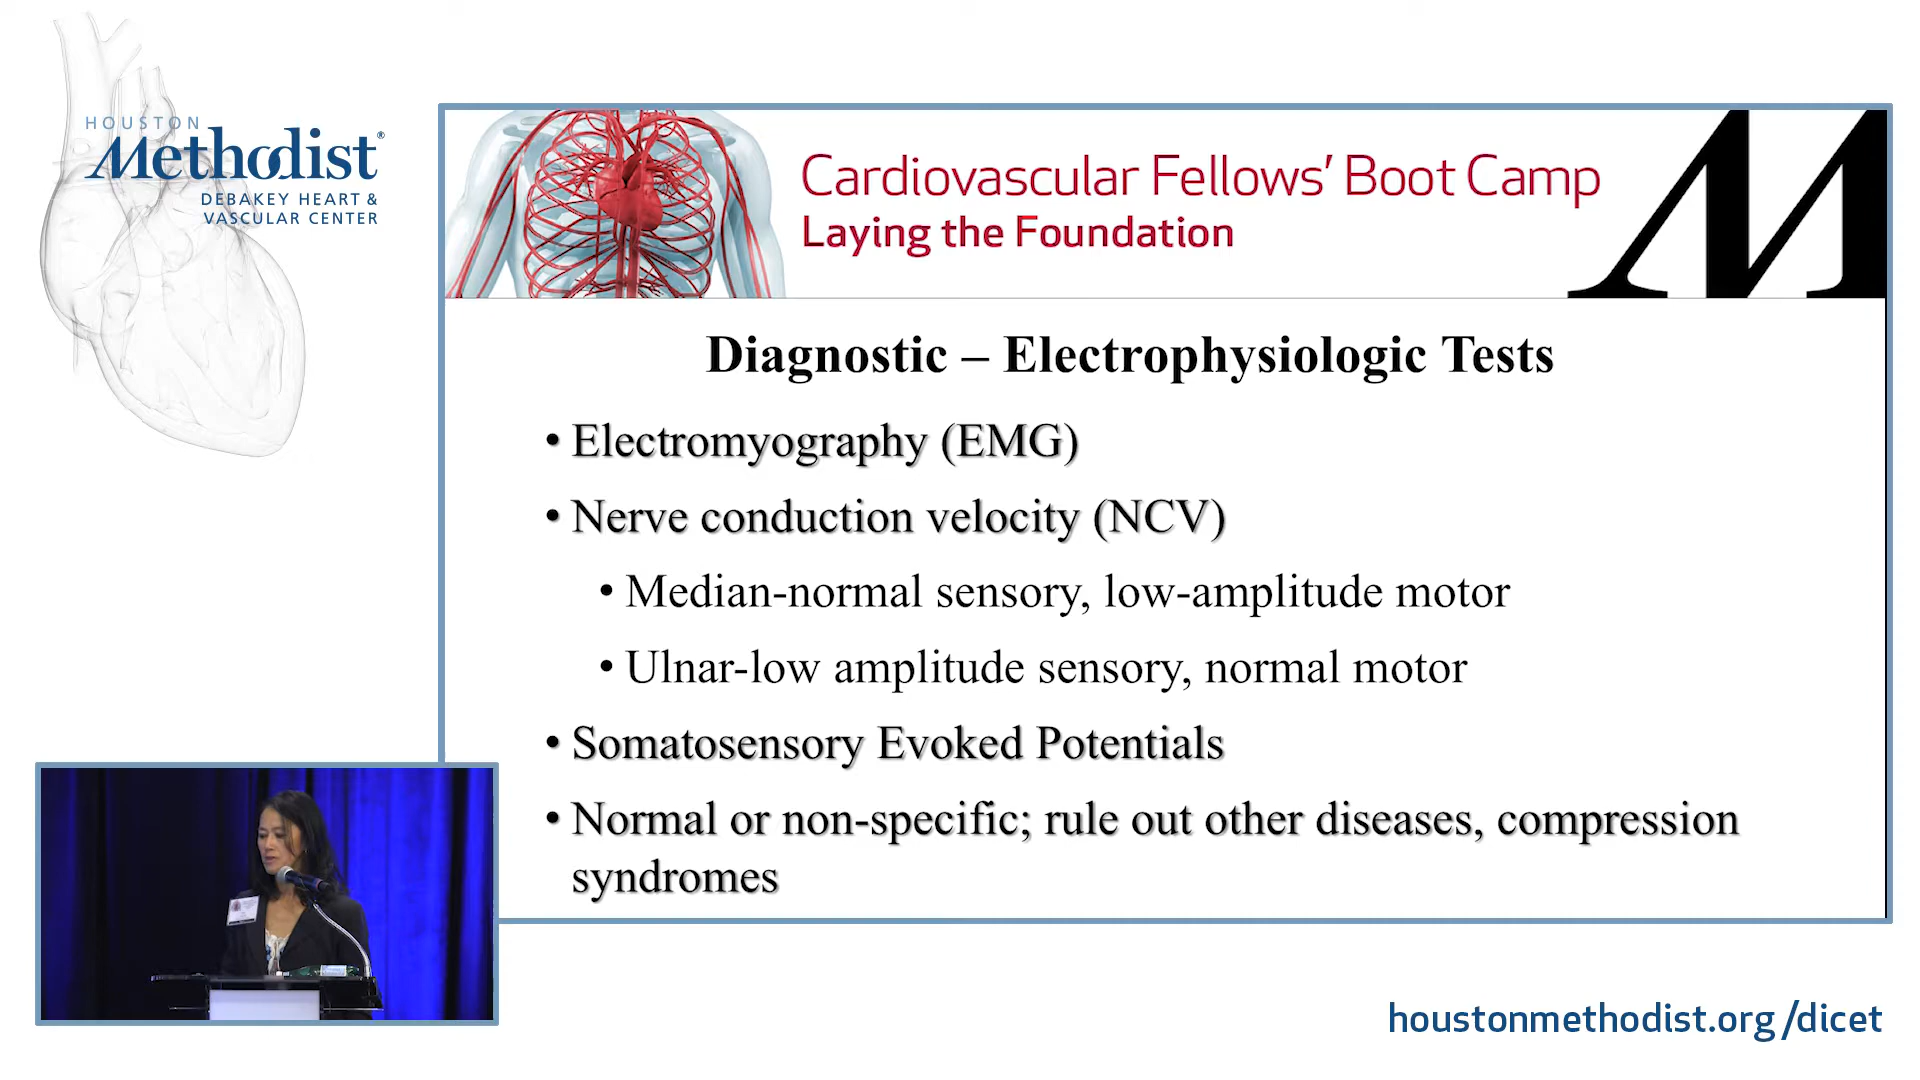 HOUSTON
Methodist®
DEBAKEY HEART &
VASCULAR CENTER
Cardiovascular Fellows’ Boot Camp
Laying the Foundation
M
Diagnostic – Electrophysiologic Tests
• Electromyography (EMG)
• Nerve conduction velocity (NCV)
• Median-normal sensory, low-amplitude motor
• Ulnar-low amplitude sensory, normal motor
• Somatosensory Evoked Potentials
• Normal or non-specific; rule out other diseases, compression
syndromes
houstonmethodist.org/dicet